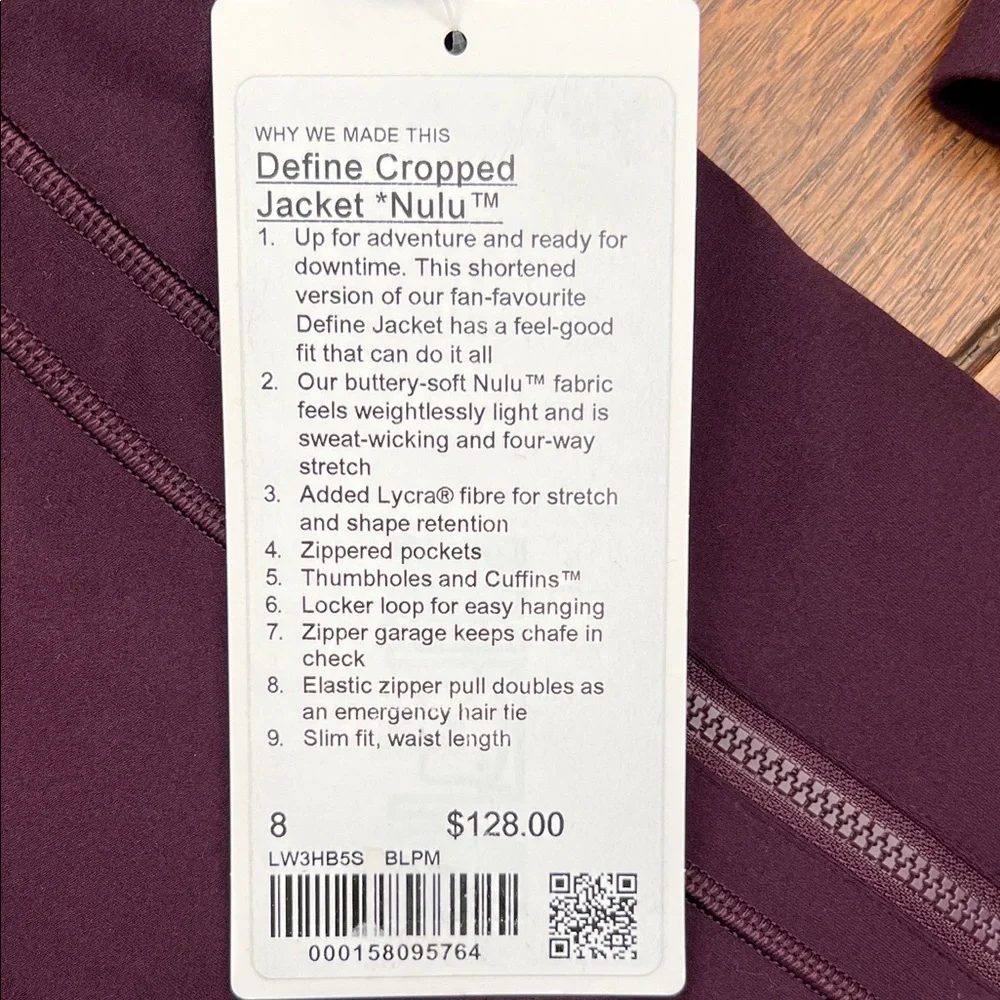 WHY WE MADE THIS
Define Cropped
Jacket *Nulu™
1. Up for adventure and ready for
downtime. This shortened
version of our fan-favourite
Define Jacket has a feel-good
fit that can do it all
2. Our buttery-soft Nulu™ fabric
feels weightlessly light and is
sweat-wicking and four-way
stretch
3. Added Lycra® fibre for stretch
and shape retention
4. Zippered pockets
5. Thumbholes and Cuffins™
6. Locker loop for easy hanging
7. Zipper garage keeps chafe in
check
8. Elastic zipper pull doubles as
an emergency hair tie
9. Slim fit, waist length
8 $128.00
LW3HB5S BLPM
000158095764